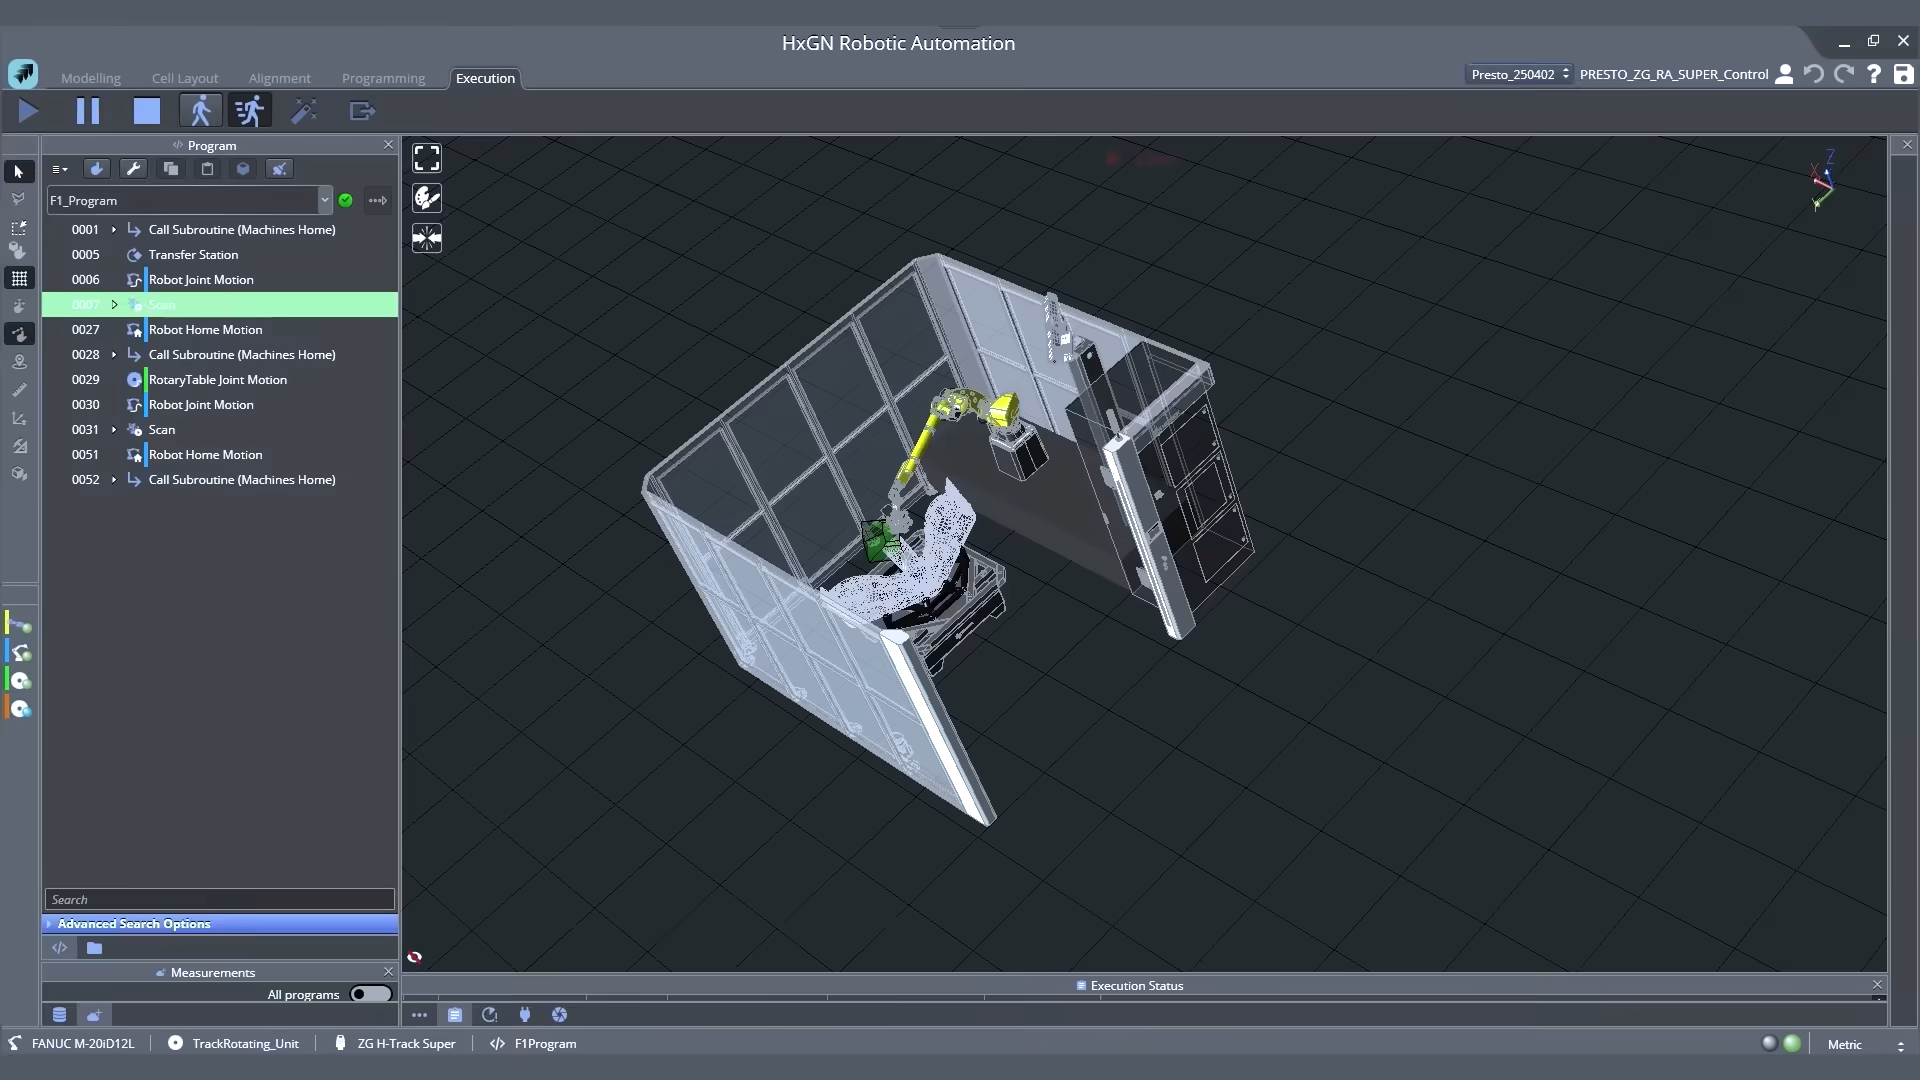 HxGN Robotic Automation
Modelling Cell Layout Alignment Programming Execution
Presto_250402 PRESTO_ZG_RA_SUPER_Control
Program
F1_Program
0001 Call Subroutine (Machines Home)
0005 Transfer Station
0006 Robot Joint Motion
0007 Scan
0027 Robot Home Motion
0028 Call Subroutine (Machines Home)
0029 RotaryTable Joint Motion
0030 Robot Joint Motion
0031 Scan
0051 Robot Home Motion
0052 Call Subroutine (Machines Home)
Z
X
Y
Search
Advanced Search Options
Measurements
All programs
Execution Status
FANUC M-20iD12L TrackRotating_Unit ZG H-Track Super F1Program Metric